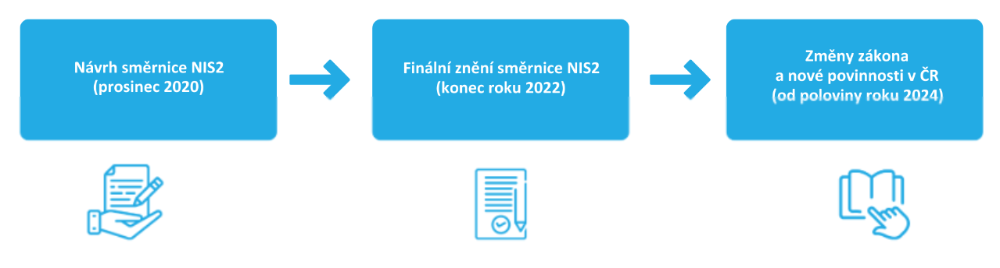 Návrh směrnice NIS2
(prosinec 2020)
Finální znění směrnice NIS2
(konec roku 2022)
Změny zákona
a nové povinnosti v ČR
(od poloviny roku 2024)